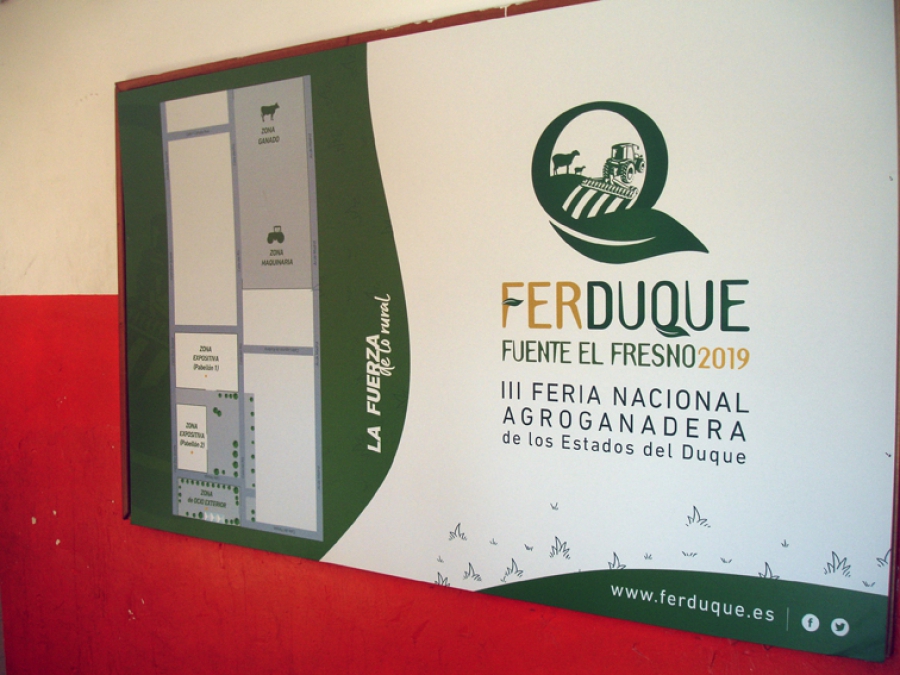 ZONA
GANADO
ZONA
MAQUINARIA
ZONA
EXPOSITIVA
(Pabellón 1)
ZONA
EXPOSITIVA
(Pabellón 2)
ZONA
de OCIO EXTERIOR
LA FUERZA
de lo rural
FERDUQUE
FUENTE EL FRESNO 2019
III FERIA NACIONAL
AGROGANADERA
de los Estados del Duque
www.ferduque.es